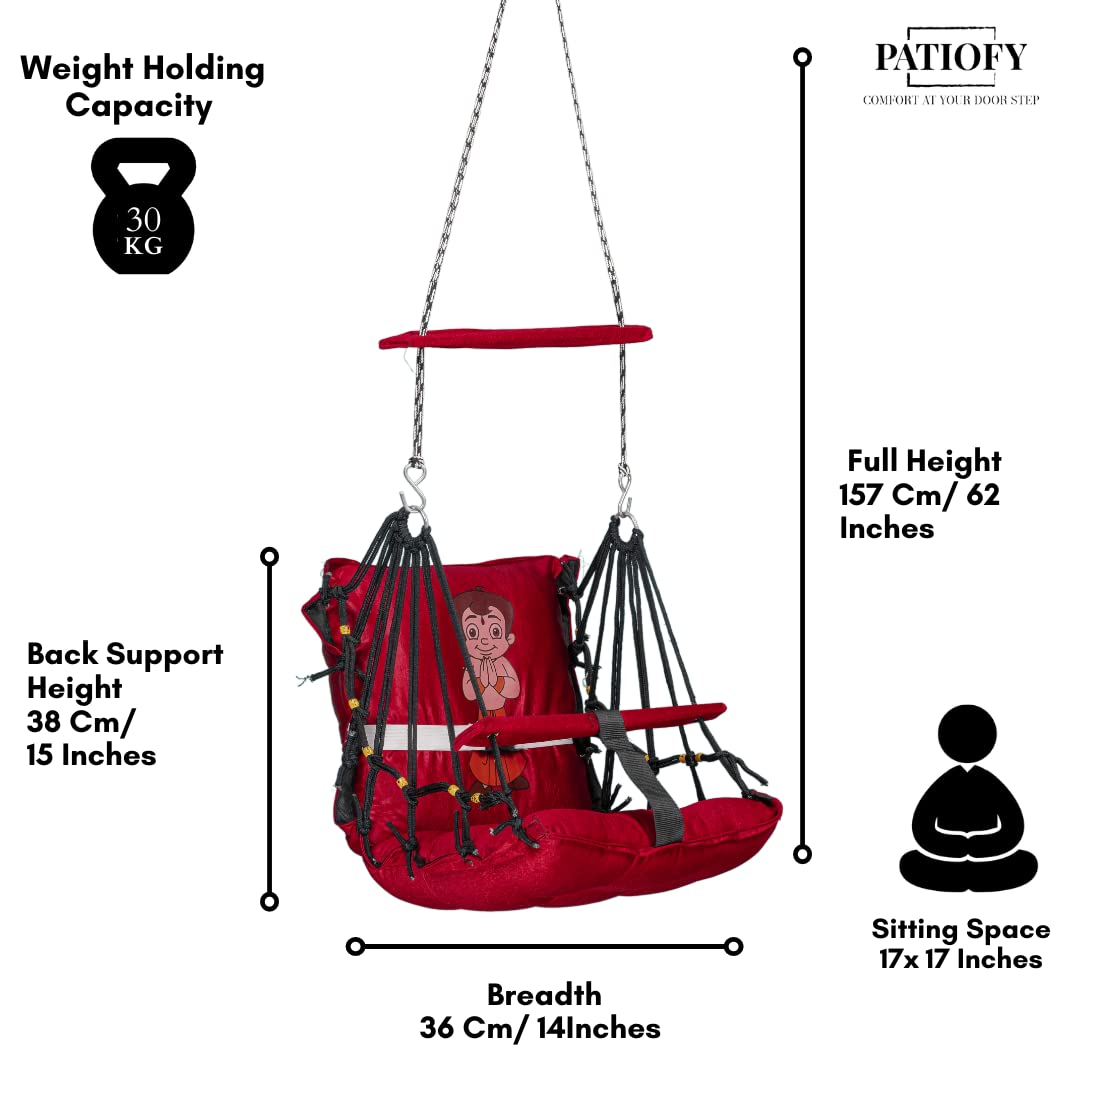 Weight Holding
Capacity
30
KG
PATIOFY
COMFORT AT YOUR DOOR STEP
Full Height
157 Cm/ 62
Inches
Back Support
Height
38 Cm/
15 Inches
Sitting Space
17x 17 Inches
Breadth
36 Cm/ 14Inches